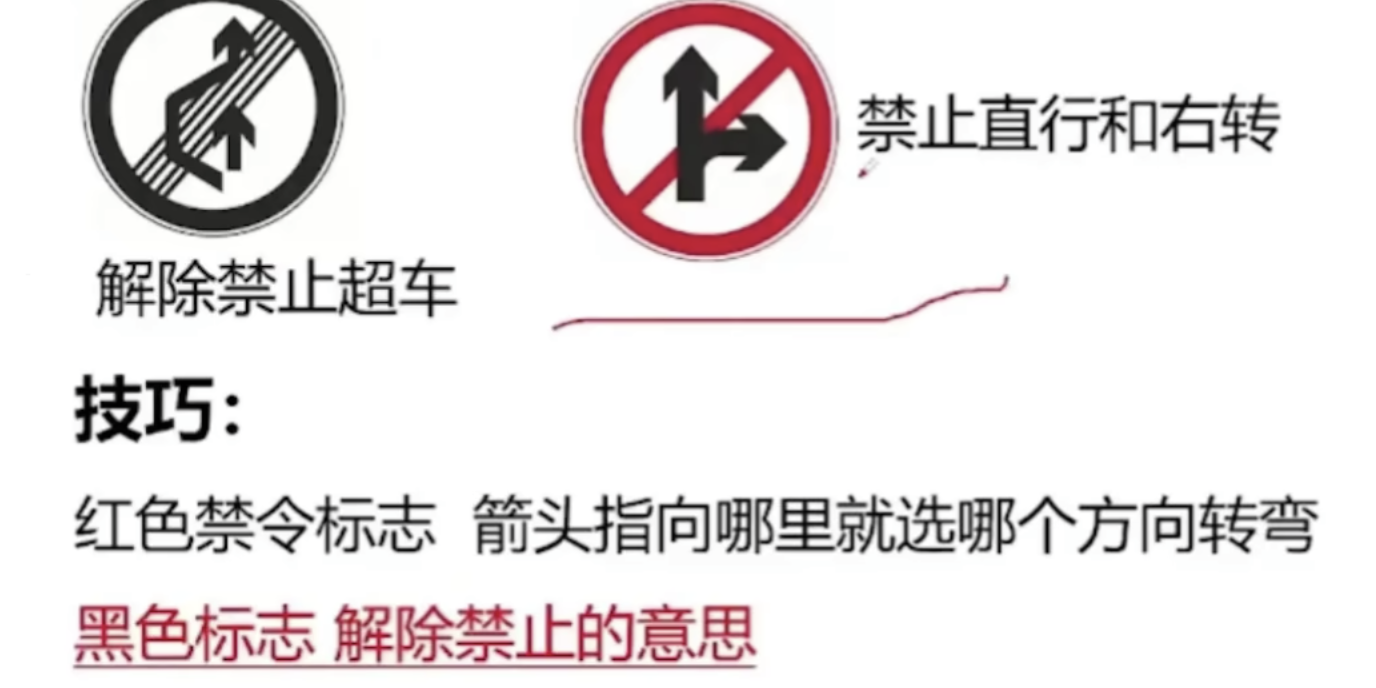 禁止直行和右转
解除禁止超车
技巧：
红色禁令标志 箭头指向哪里就选哪个方向转弯
黑色标志 解除禁止的意思